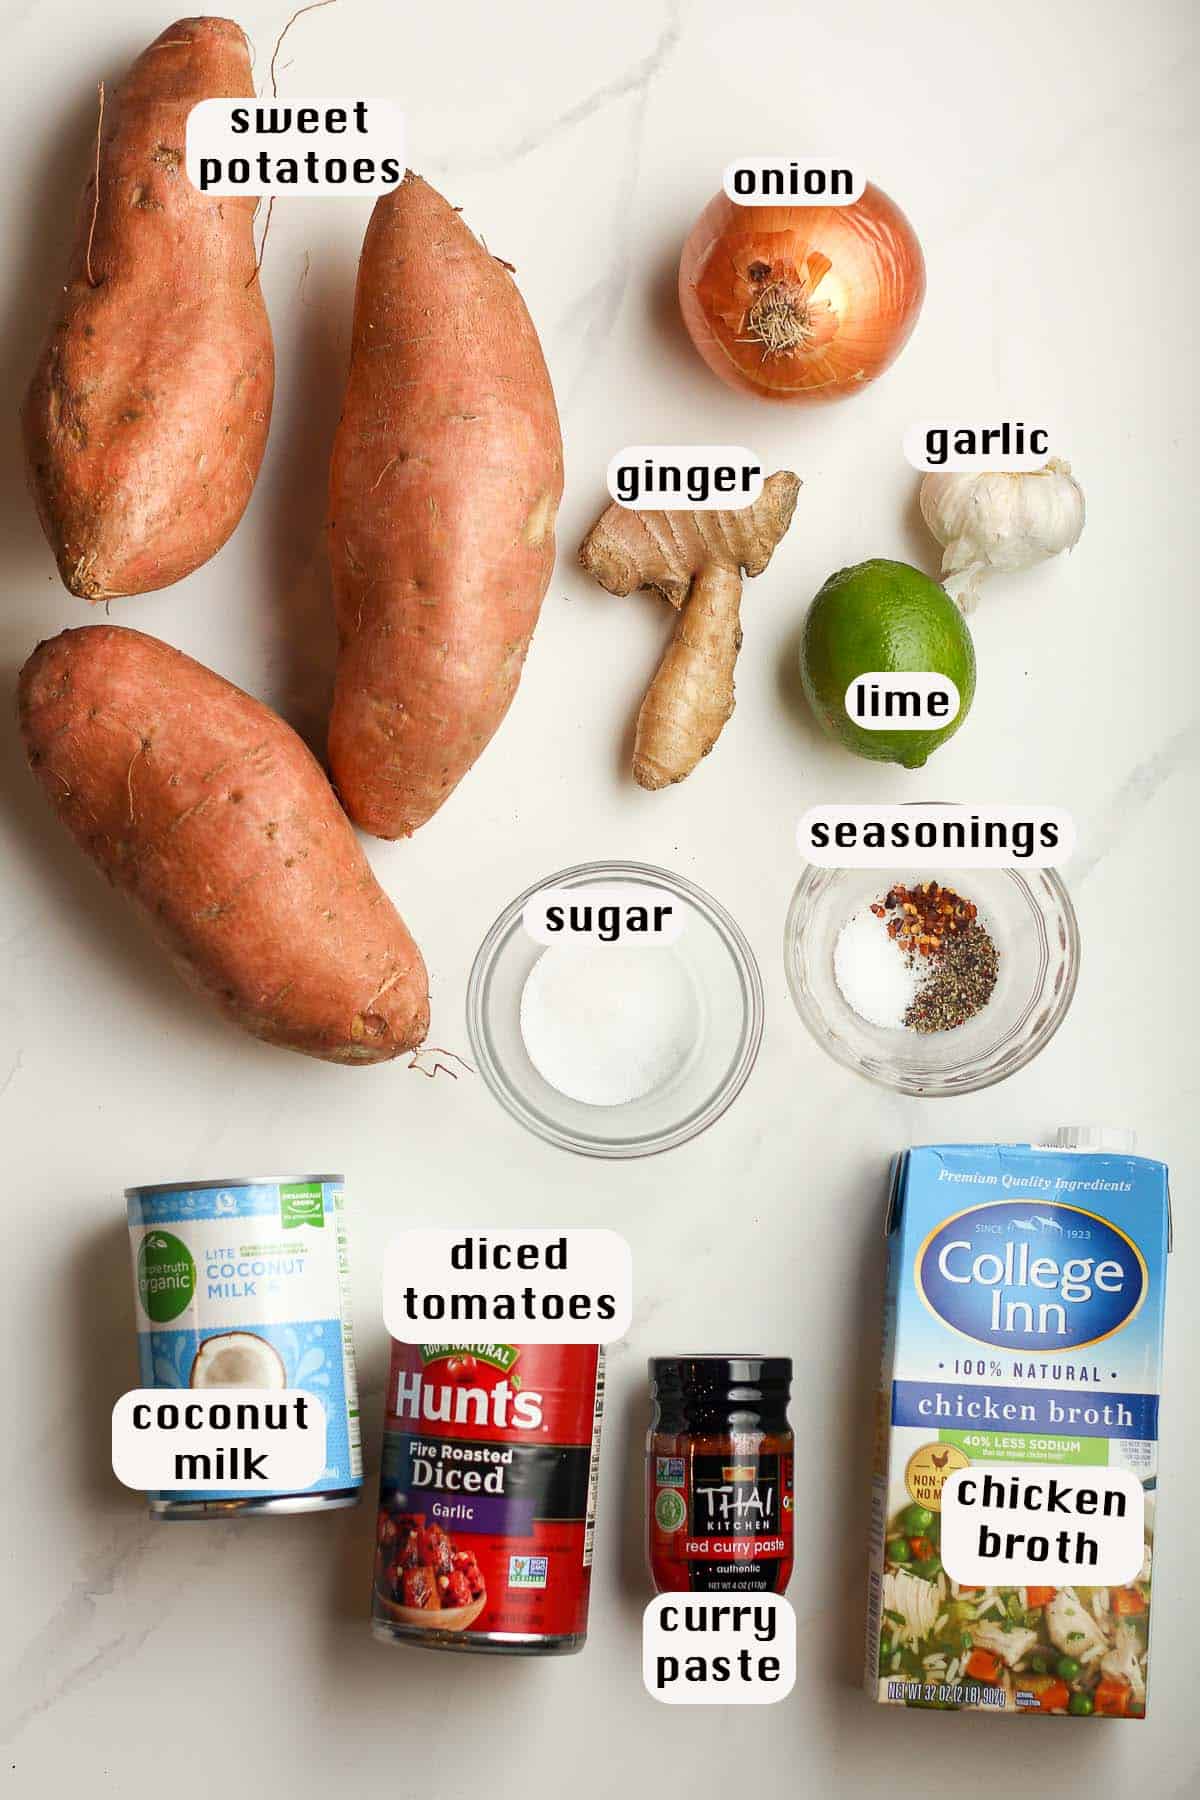 sweet
potatoes
onion
garlic
ginger
lime
seasonings
sugar
Premium Quality Ingredients
SINCE 1923
College
Inn
• 100% NATURAL •
chicken broth
40% LESS SODIUM
NON-
NO M
chicken
broth
NET WT 32 OZ (2 LB) 902g
simple truth
organic
LITE
COCONUT
MILK
coconut
milk
diced
tomatoes
100% NATURAL
Hunt's
Fire Roasted
Diced
Garlic
THAI
KITCHEN
red curry paste
• authentic
NET WT 4 OZ (113g)
curry
paste